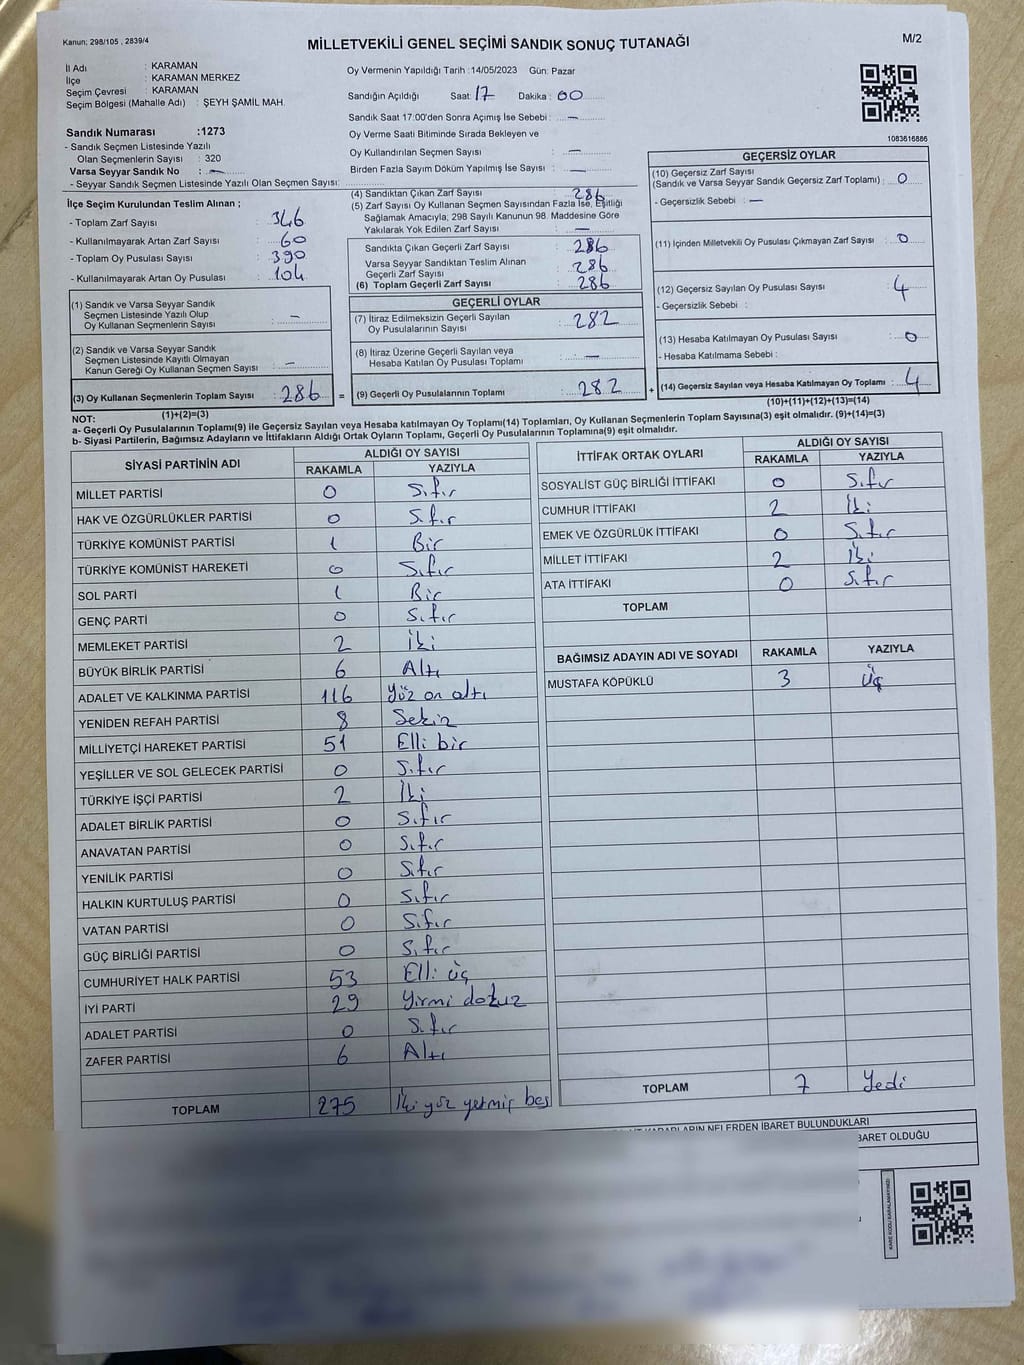 Kanun: 298/105 , 2839/4
MİLLETVEKİLİ GENEL SEÇİMİ SANDIK SONUÇ TUTANAĞI
M/2
İl Adı : KARAMAN
İlçe : KARAMAN MERKEZ
Seçim Çevresi : KARAMAN
Seçim Bölgesi (Mahalle Adı) : ŞEYH ŞAMİL MAH.
Sandık Numarası :1273
- Sandık Seçmen Listesinde Yazılı
Olan Seçmenlerin Sayısı : 320
Varsa Seyyar Sandık No : —
- Seyyar Sandık Seçmen Listesinde Yazılı Olan Seçmen Sayısı:
Oy Vermenin Yapıldığı Tarih :14/05/2023 Gün: Pazar
Sandığın Açıldığı Saat: 17 Dakika : 00
Sandık Saat 17:00'den Sonra Açımış İse Sebebi : —
Oy Verme Saati Bitiminde Sırada Bekleyen ve
Oy Kullandırılan Seçmen Sayısı : —
Birden Fazla Sayım Döküm Yapılmış İse Sayısı : —
1083616886
İlçe Seçim Kurulundan Teslim Alınan ;
- Toplam Zarf Sayısı : 346
- Kullanılmayarak Artan Zarf Sayısı : 60
- Toplam Oy Pusulası Sayısı : 390
- Kullanılmayarak Artan Oy Pusulası : 104
(1) Sandık ve Varsa Seyyar Sandık
Seçmen Listesinde Yazılı Olup
Oy Kullanan Seçmenlerin Sayısı : —
(2) Sandık ve Varsa Seyyar Sandık
Seçmen Listesinde Kayıtlı Olmayan
Kanun Gereği Oy Kullanan Seçmen Sayısı : —
(3) Oy Kullanan Seçmenlerin Toplam Sayısı : 286 =
(1)+(2)=(3)
(4) Sandıktan Çıkan Zarf Sayısı : 286
(5) Zarf Sayısı Oy Kullanan Seçmen Sayısından Fazla İse, Eşitliği
Sağlamak Amacıyla, 298 Sayılı Kanunun 98. Maddesine Göre
Yakılarak Yok Edilen Zarf Sayısı : —
Sandıkta Çıkan Geçerli Zarf Sayısı : 286
Varsa Seyyar Sandıktan Teslim Alınan
Geçerli Zarf Sayısı : 286
(6) Toplam Geçerli Zarf Sayısı : 286
GEÇERLİ OYLAR
(7) İtiraz Edilmeksizin Geçerli Sayılan
Oy Pusulalarının Sayısı : 282
(8) İtiraz Üzerine Geçerli Sayılan veya
Hesaba Katılan Oy Pusulası Toplamı : —
(9) Geçerli Oy Pusulalarının Toplamı : 282 +
GEÇERSİZ OYLAR
(10) Geçersiz Zarf Sayısı
(Sandık ve Varsa Seyyar Sandık Geçersiz Zarf Toplamı) : 0
- Geçersizlik Sebebi : —
(11) İçinden Milletvekili Oy Pusulası Çıkmayan Zarf Sayısı : 0
(12) Geçersiz Sayılan Oy Pusulası Sayısı : 4
- Geçersizlik Sebebi :
(13) Hesaba Katılmayan Oy Pusulası Sayısı : 0
- Hesaba Katılmama Sebebi :
(14) Geçersiz Sayılan veya Hesaba Katılmayan Oy Toplamı : 4
(10)+(11)+(12)+(13)=(14)
NOT:
a- Geçerli Oy Pusulalarının Toplamı(9) ile Geçersiz Sayılan veya Hesaba katılmayan Oy Toplamı(14) Toplamları, Oy Kullanan Seçmenlerin Toplam Sayısına(3) eşit olmalıdır. (9)+(14)=(3)
b- Siyasi Partilerin, Bağımsız Adayların ve İttifakların Aldığı Ortak Oyların Toplamı, Geçerli Oy Pusulalarının Toplamına(9) eşit olmalıdır.
SİYASİ PARTİNİN ADI ALDIĞI OY SAYISI
RAKAMLA YAZIYLA
MİLLET PARTİSİ 0 Sıfır
HAK VE ÖZGÜRLÜKLER PARTİSİ 0 Sıfır
TÜRKİYE KOMÜNİST PARTİSİ 1 Bir
TÜRKİYE KOMÜNİST HAREKETİ 0 Sıfır
SOL PARTİ 1 Bir
GENÇ PARTİ 0 Sıfır
MEMLEKET PARTİSİ 2 İki
BÜYÜK BİRLİK PARTİSİ 6 Altı
ADALET VE KALKINMA PARTİSİ 116 Yüz on altı
YENİDEN REFAH PARTİSİ 8 Sekiz
MİLLİYETÇİ HAREKET PARTİSİ 51 Elli bir
YEŞİLLER VE SOL GELECEK PARTİSİ 0 Sıfır
TÜRKİYE İŞÇİ PARTİSİ 2 İki
ADALET BİRLİK PARTİSİ 0 Sıfır
ANAVATAN PARTİSİ 0 Sıfır
YENİLİK PARTİSİ 0 Sıfır
HALKIN KURTULUŞ PARTİSİ 0 Sıfır
VATAN PARTİSİ 0 Sıfır
GÜÇ BİRLİĞİ PARTİSİ 0 Sıfır
CUMHURİYET HALK PARTİSİ 53 Elli üç
İYİ PARTİ 29 Yirmi dokuz
ADALET PARTİSİ 0 Sıfır
ZAFER PARTİSİ 6 Altı
TOPLAM 275 İki yüz yetmiş beş
İTTİFAK ORTAK OYLARI ALDIĞI OY SAYISI
RAKAMLA YAZIYLA
SOSYALİST GÜÇ BİRLİĞİ İTTİFAKI 0 Sıfır
CUMHUR İTTİFAKI 2 İki
EMEK VE ÖZGÜRLÜK İTTİFAKI 0 Sıfır
MİLLET İTTİFAKI 2 İki
ATA İTTİFAKI 0 Sıfır
TOPLAM
BAĞIMSIZ ADAYIN ADI VE SOYADI RAKAMLA YAZIYLA
MUSTAFA KÖPÜKLÜ 3 Üç
TOPLAM 7 Yedi
KARARLARIN NELERDEN İBARET BULUNDUKLARI
BARET OLDUĞU
KARE KODU KARALAMAYINIZ!